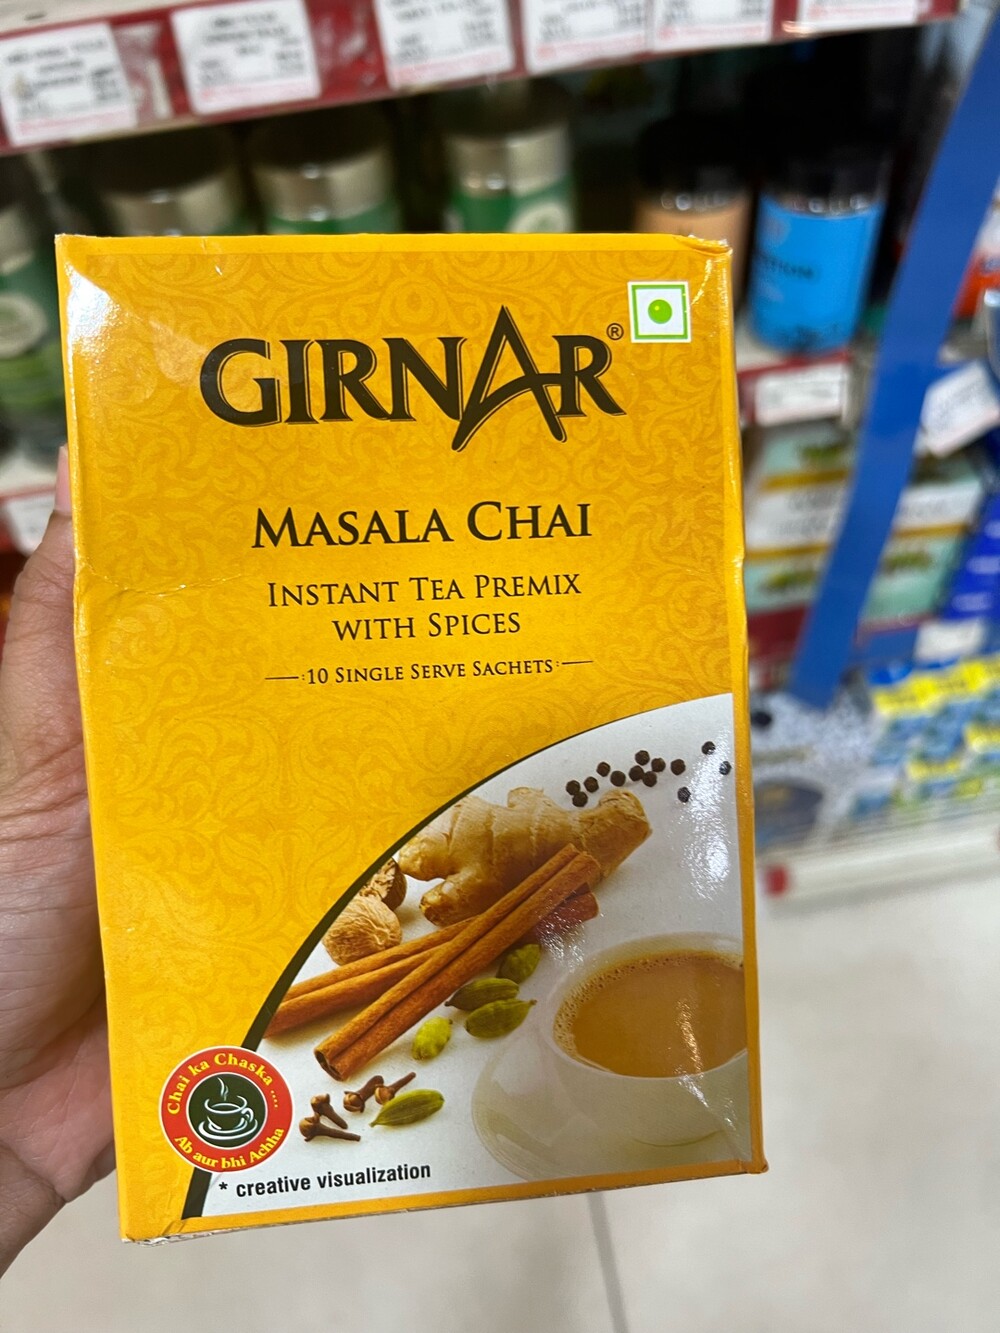 GIRNAR®
MASALA CHAI
INSTANT TEA PREMIX
WITH SPICES
10 SINGLE SERVE SACHETS
Chai ka Chaska ....
Ab aur bhi Achha
* creative visualization